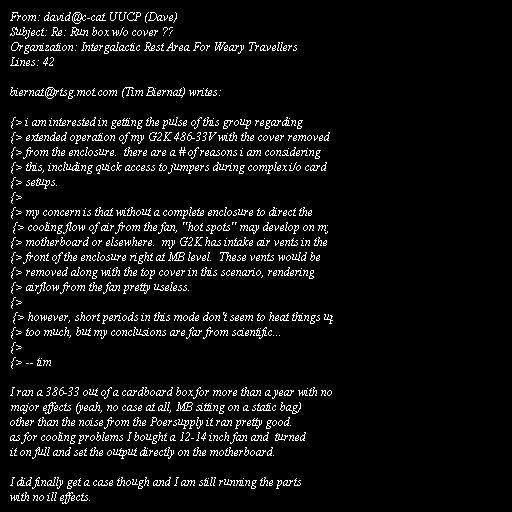 From: david@c-cat.UUCP (Dave)
Subject: Re: Run box w/o cover ??
Organization: Intergalactic Rest Area For Weary Travellers
Lines: 42

biernat@rtsg.mot.com (Tim Biernat) writes:

{> i am interested in getting the pulse of this group regarding
{> extended operation of my G2K 486-33V with the cover removed
{> from the enclosure.  there are a # of reasons i am considering
{> this, including quick access to jumpers during complex i/o card
{> setups.
{>
{> my concern is that without a complete enclosure to direct the
{> cooling flow of air from the fan, "hot spots" may develop on my
{> motherboard or elsewhere.  my G2K has intake air vents in the
{> front of the enclosure right at MB level.  These vents would be
{> removed along with the top cover in this scenario, rendering
{> airflow from the fan pretty useless.
{>
{> however, short periods in this mode don't seem to heat things up
{> too much, but my conclusions are far from scientific...
{>
{> -- tim

I ran a 386-33 out of a cardboard box for more than a year with no
major effects (yeah, no case at all, MB sitting on a static bag)
other than the noise from the Poersupply it ran pretty good.
as for cooling problems I bought a 12-14 inch fan and  turned
it on full and set the output directly on the motherboard.

I did finally get a case though and I am still running the parts
with no ill effects.